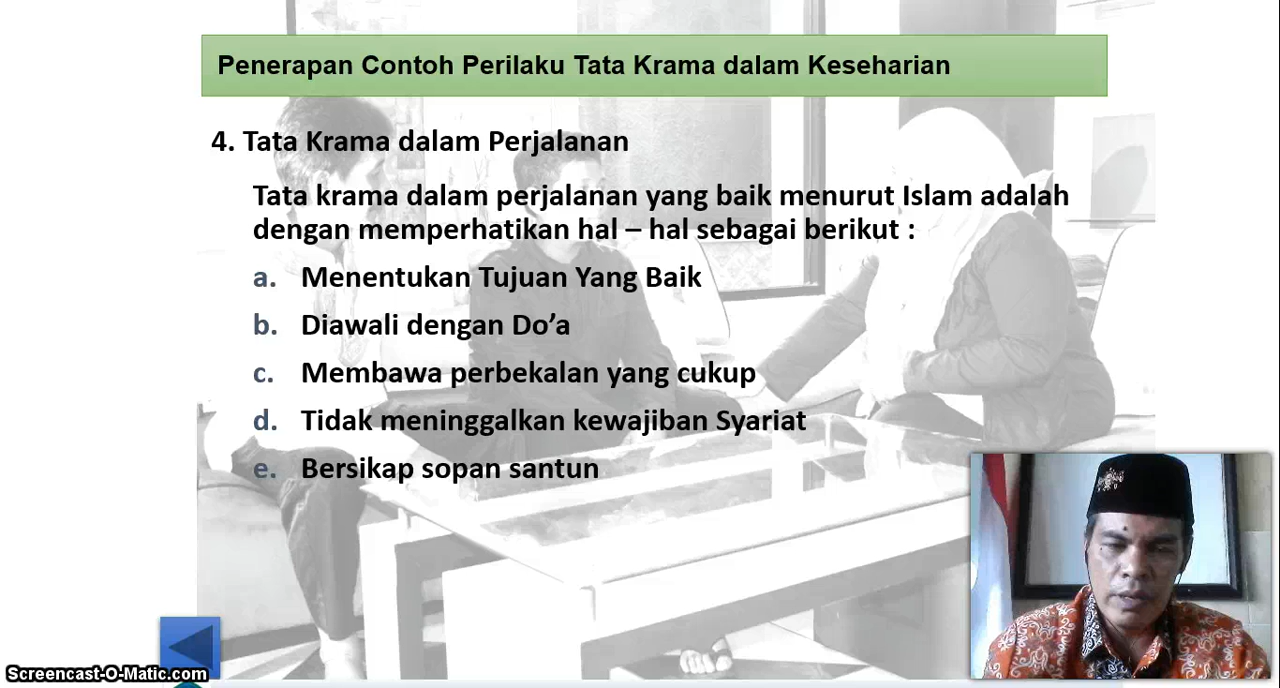 Penerapan Contoh Perilaku Tata Krama dalam Keseharian
4. Tata Krama dalam Perjalanan
Tata krama dalam perjalanan yang baik menurut Islam adalah
dengan memperhatikan hal – hal sebagai berikut :
a. Menentukan Tujuan Yang Baik
b. Diawali dengan Do’a
c. Membawa perbekalan yang cukup
d. Tidak meninggalkan kewajiban Syariat
e. Bersikap sopan santun
Screencast-O-Matic.com